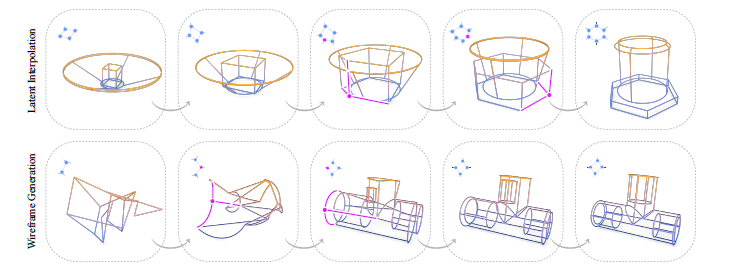 Latent Interpolation
Wireframe Generation